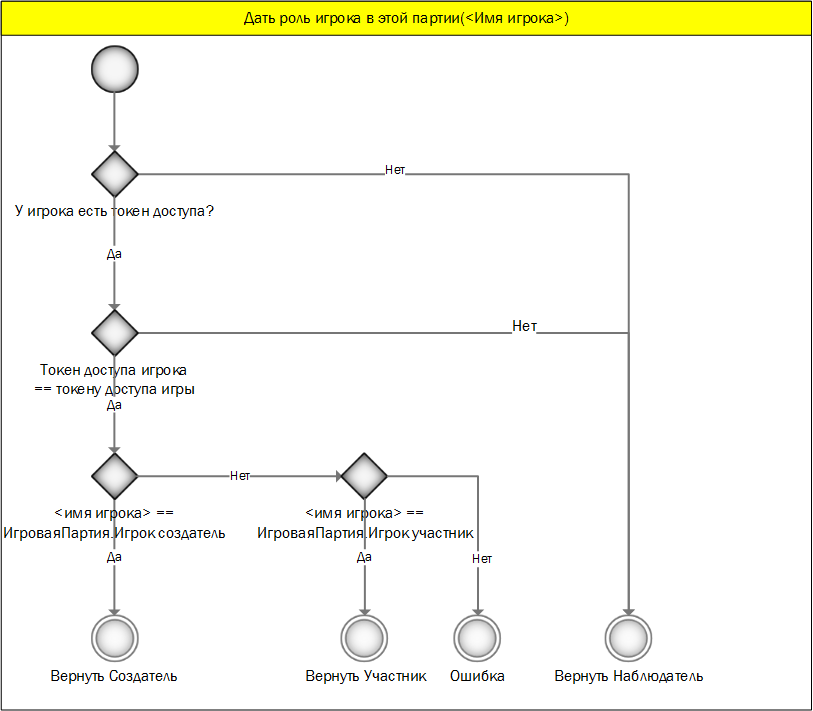 Дать роль игрока в этой партии(<Имя игрока>)
Нет
У игрока есть токен доступа?
Да
Нет
Токен доступа игрока
== токену доступа игры
Да
Нет
<имя игрока> ==
ИгроваяПартия.Игрок создатель
<имя игрока> ==
ИгроваяПартия.Игрок участник
Да
Да
Нет
Вернуть Создатель
Вернуть Участник
Ошибка
Вернуть Наблюдатель